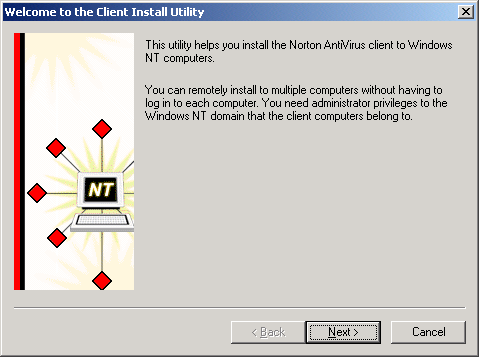 Welcome to the Client Install Utility
This utility helps you install the Norton AntiVirus client to Windows
NT computers.
You can remotely install to multiple computers without having to
log in to each computer. You need administrator privileges to the
Windows NT domain that the client computers belong to.
NT
< Back
Next >
Cancel